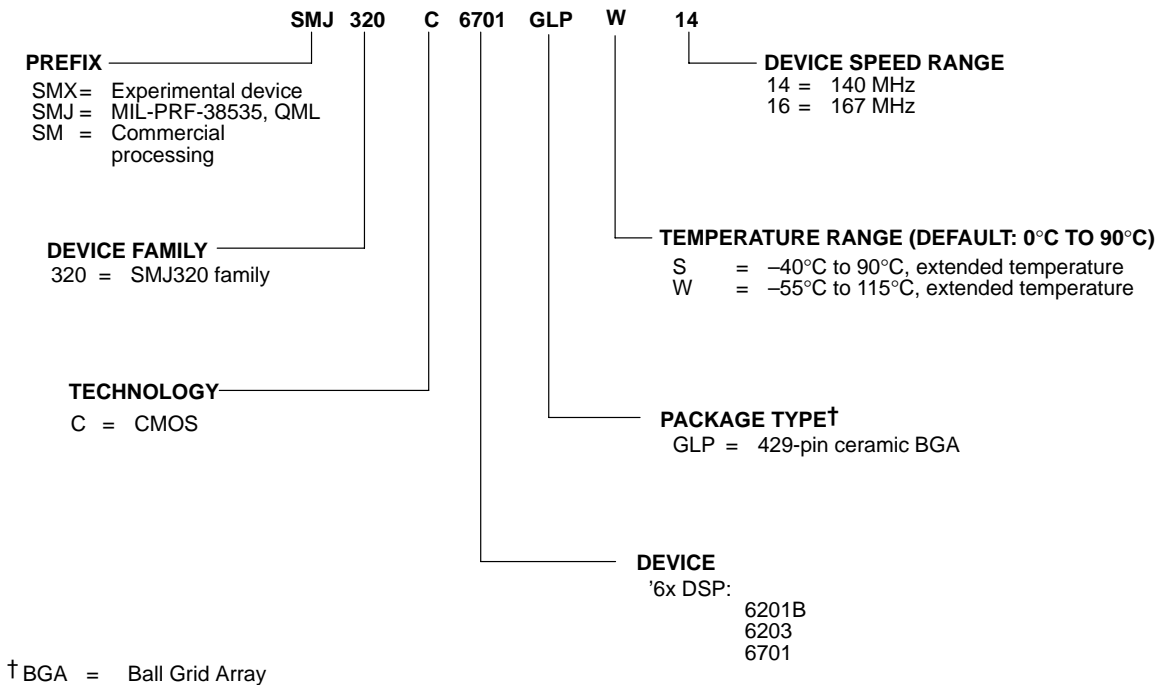 SMJ 320 C 6701 GLP W 14
PREFIX
SMX= Experimental device
SMJ = MIL-PRF-38535, QML
SM = Commercial
processing
DEVICE SPEED RANGE
14 = 140 MHz
16 = 167 MHz
DEVICE FAMILY
320 = SMJ320 family
TEMPERATURE RANGE (DEFAULT: 0°C TO 90°C)
S = –40°C to 90°C, extended temperature
W = –55°C to 115°C, extended temperature
TECHNOLOGY
C = CMOS
PACKAGE TYPE†
GLP = 429-pin ceramic BGA
DEVICE
'6x DSP:
6201B
6203
6701
† BGA = Ball Grid Array